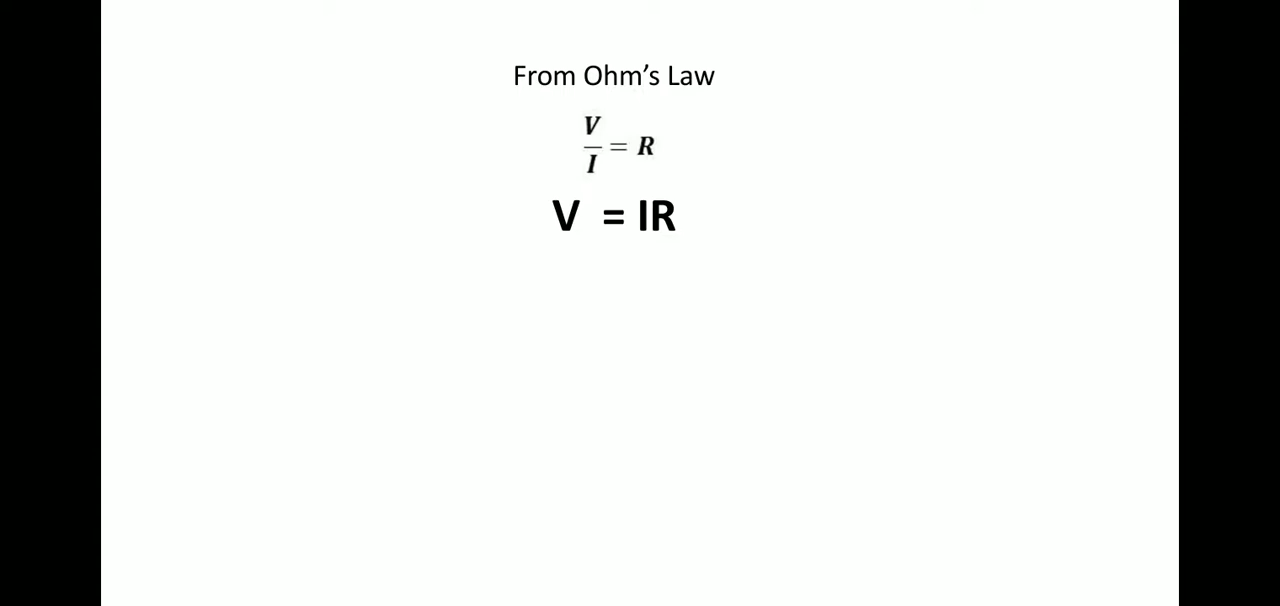 From Ohm’s Law
V/I = R
V = IR